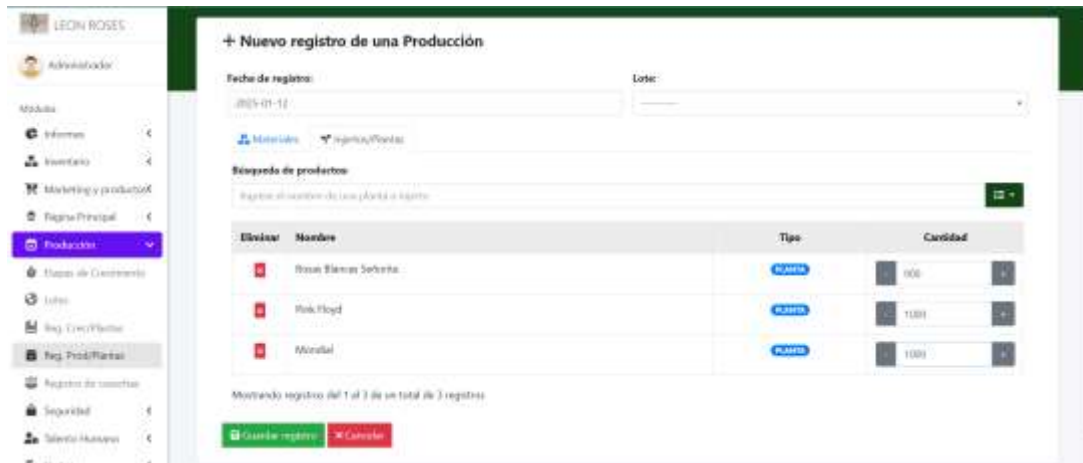 LEON ROSES
Administrador
Módulos
Informes
Inventario
Marketing y productos
Página Principal
Producción
Etapas de Crecimiento
Lotes
Reg. Crec/Plantas
Reg. Prod/Plantas
Registro de cosechas
Seguridad
Talento Humano
+ Nuevo registro de una Producción
Fecha de registro: Lote:
2025-01-12 ----------
Materiales Injertos/Plantas
Búsqueda de productos:
Ingrese el nombre de una planta o injerto
Eliminar Nombre Tipo Cantidad
Rosas Blancas Señorita PLANTA - +
Pink Floyd PLANTA - 1000 +
Mondial PLANTA - 1000 +
Mostrando registros del 1 al 3 de un total de 3 registros
Guardar registro Cancelar